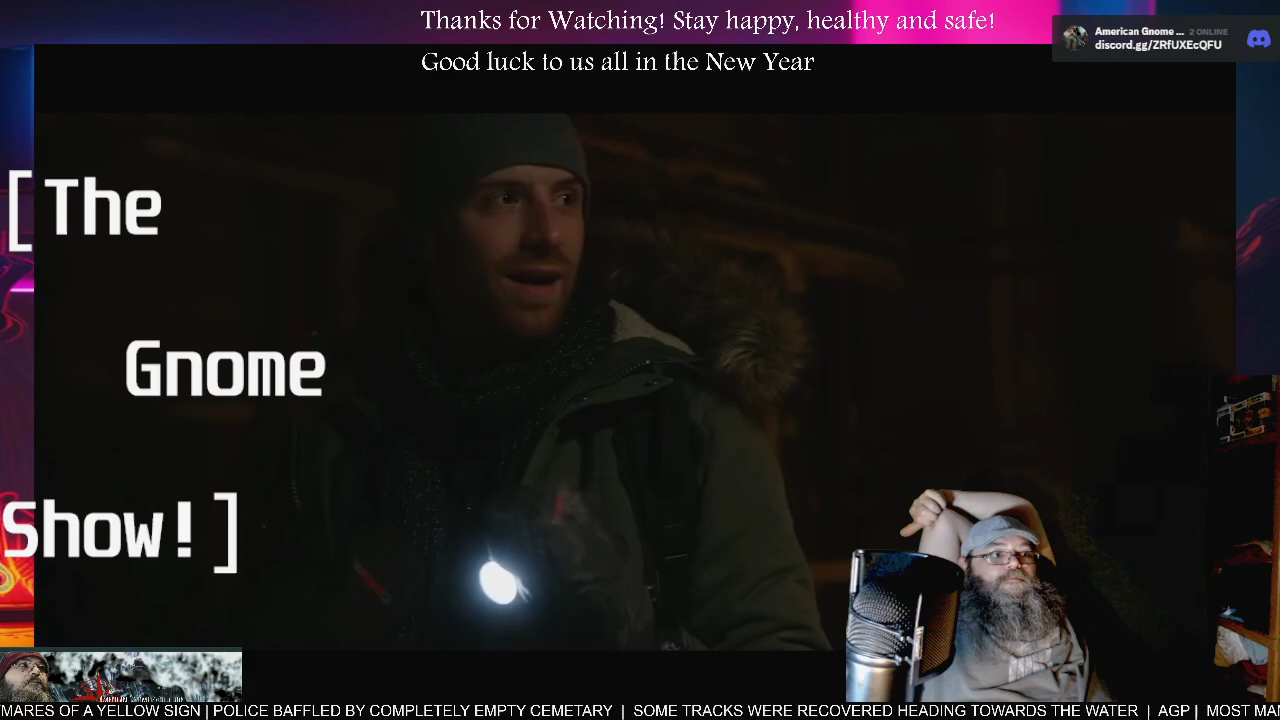 Thanks for Watching! Stay happy, healthy and safe!
Good luck to us all in the New Year
American Gnome ... 2 ONLINE
discord.gg/ZRfUXEcQFU
[The
Gnome
Show!]
MARES OF A YELLOW SIGN | POLICE BAFFLED BY COMPLETELY EMPTY CEMETARY | SOME TRACKS WERE RECOVERED HEADING TOWARDS THE WATER | AGP | MOST MA